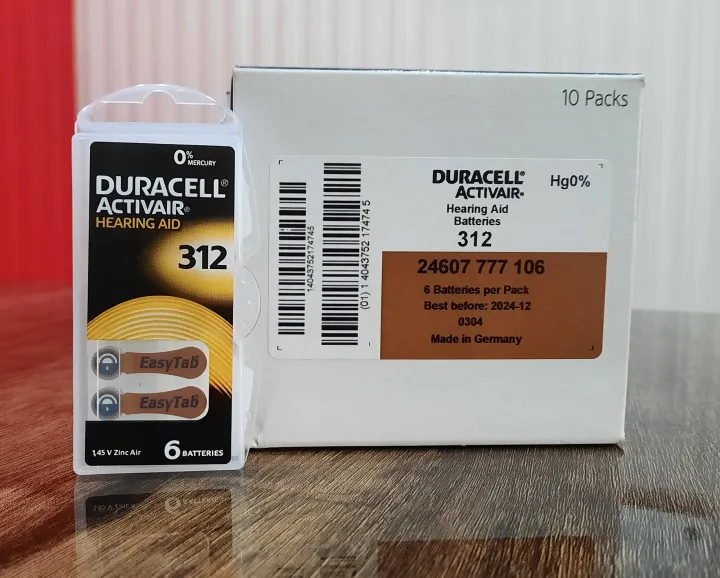 0% MERCURY
DURACELL®
ACTIVAIR®
HEARING AID
312
EasyTab
EasyTab
1,45 V Zinc Air
6 BATTERIES
10 Packs
14043752174745
(01) 1 4043752 17474 5
DURACELL®
ACTIVAIR®
Hg0%
Hearing Aid
Batteries
312
24607 777 106
6 Batteries per Pack
Best before: 2024-12
0304
Made in Germany